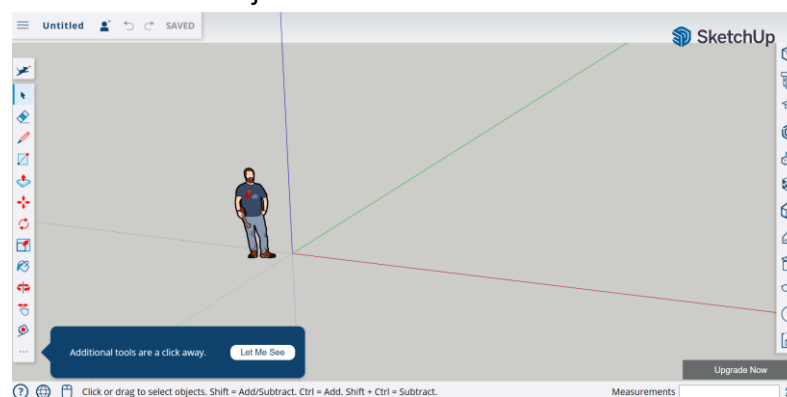 Untitled SAVED
SketchUp
Additional tools are a click away. Let Me See
Upgrade Now
Click or drag to select objects. Shift = Add/Subtract. Ctrl = Add. Shift + Ctrl = Subtract. Measurements